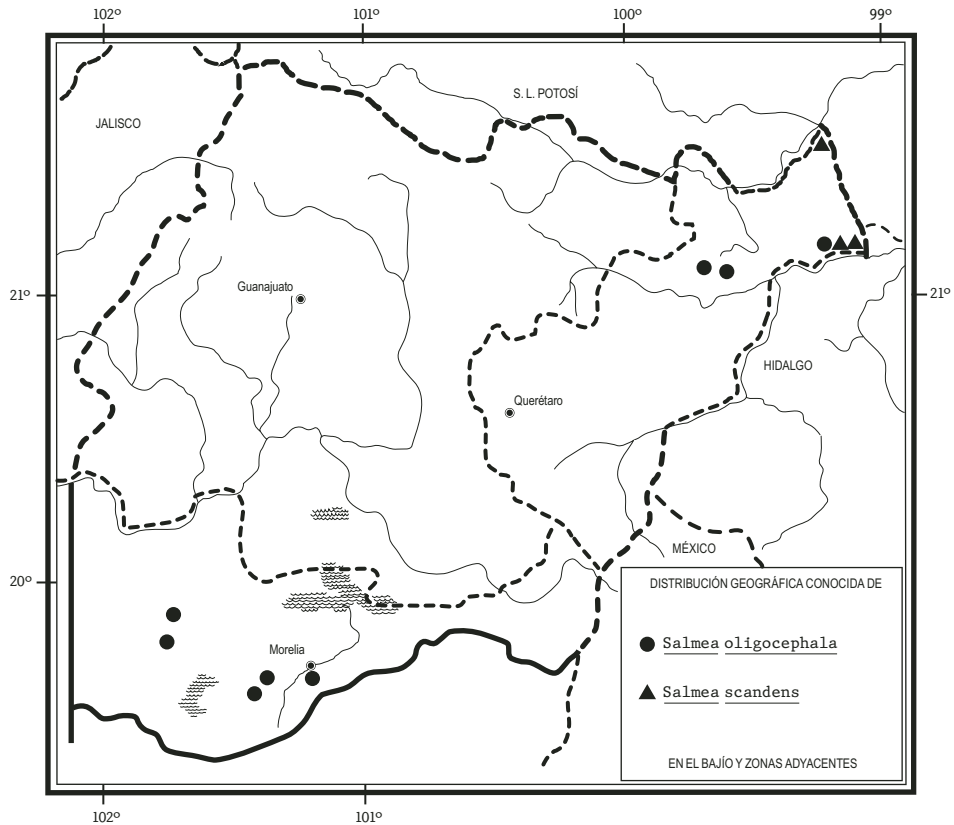 102º
101º
100º
99º
S. L. POTOSÍ
JALISCO
Guanajuato
21º
21º
HIDALGO
Querétaro
MÉXICO
20º
DISTRIBUCIÓN GEOGRÁFICA CONOCIDA DE
Salmea oligocephala
Morelia
Salmea scandens
EN EL BAJÍO Y ZONAS ADYACENTES
102º
101º